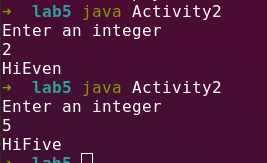 ➜ lab5 java Activity2
Enter an integer
2
HiEven
➜ lab5 java Activity2
Enter an integer
5
HiFive
➜ lab5